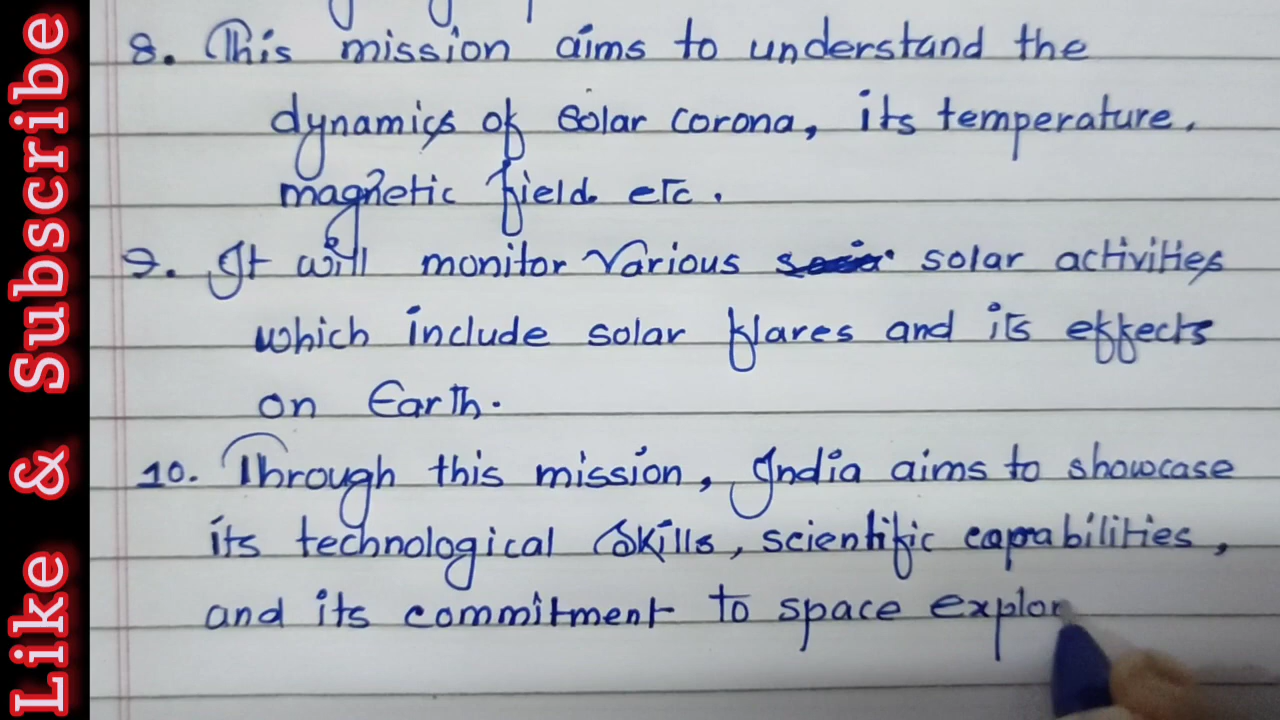 Like & Subscribe
8. This mission aims to understand the
dynamics of Solar corona, its temperature,
magnetic field etc.
9. It will monitor various solar activities
which include solar flares and its effects
on Earth.
10. Through this mission, India aims to showcase
its technological skills, scientific capabilities,
and its commitment to space explor